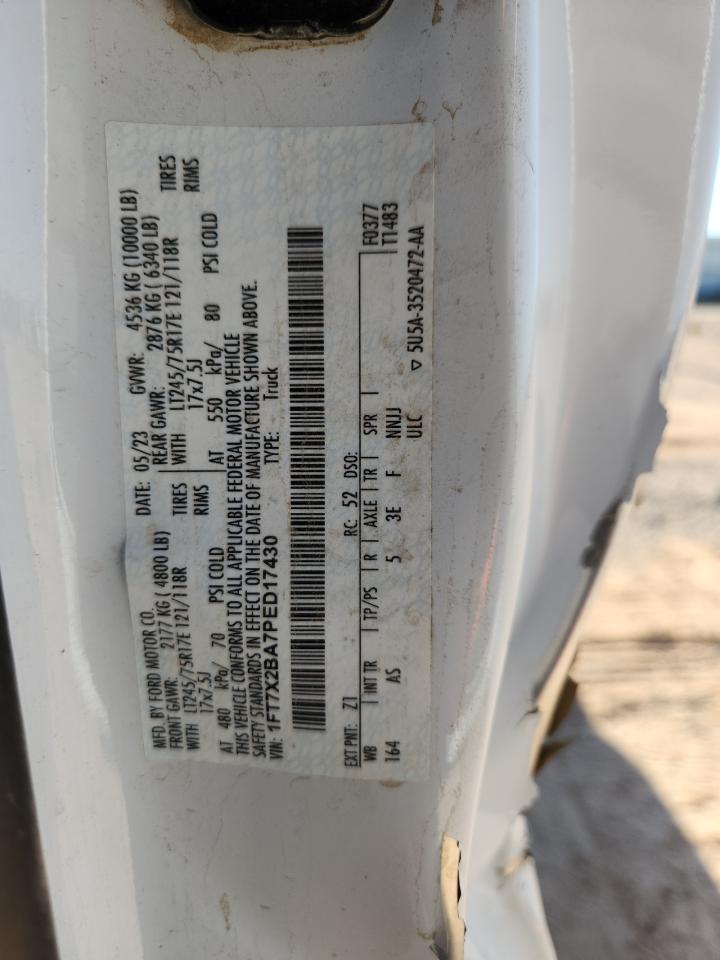 MFD. BY FORD MOTOR CO.
DATE: 05/23 GVWR: 4536 KG (10000 LB)
FRONT GAWR: 2177 KG ( 4800 LB) REAR GAWR: 2876 KG ( 6340 LB)
WITH LT245/75R17E 121/118R TIRES WITH LT245/75R17E 121/118R TIRES
17x7.5J RIMS 17x7.5J RIMS
AT 480 kPa/ 70 PSI COLD AT 550 kPa/ 80 PSI COLD
THIS VEHICLE CONFORMS TO ALL APPLICABLE FEDERAL MOTOR VEHICLE
SAFETY STANDARDS IN EFFECT ON THE DATE OF MANUFACTURE SHOWN ABOVE.
VIN: 1FT7X2BA7PED17430 TYPE: Truck
EXT PNT: Z1 RC: 52 DSO: F0377
WB INT TR TP/PS R AXLE TR SPR T1483
164 AS 5 3E F NNJJ
ULC ▽ 5U5A-3520472-AA